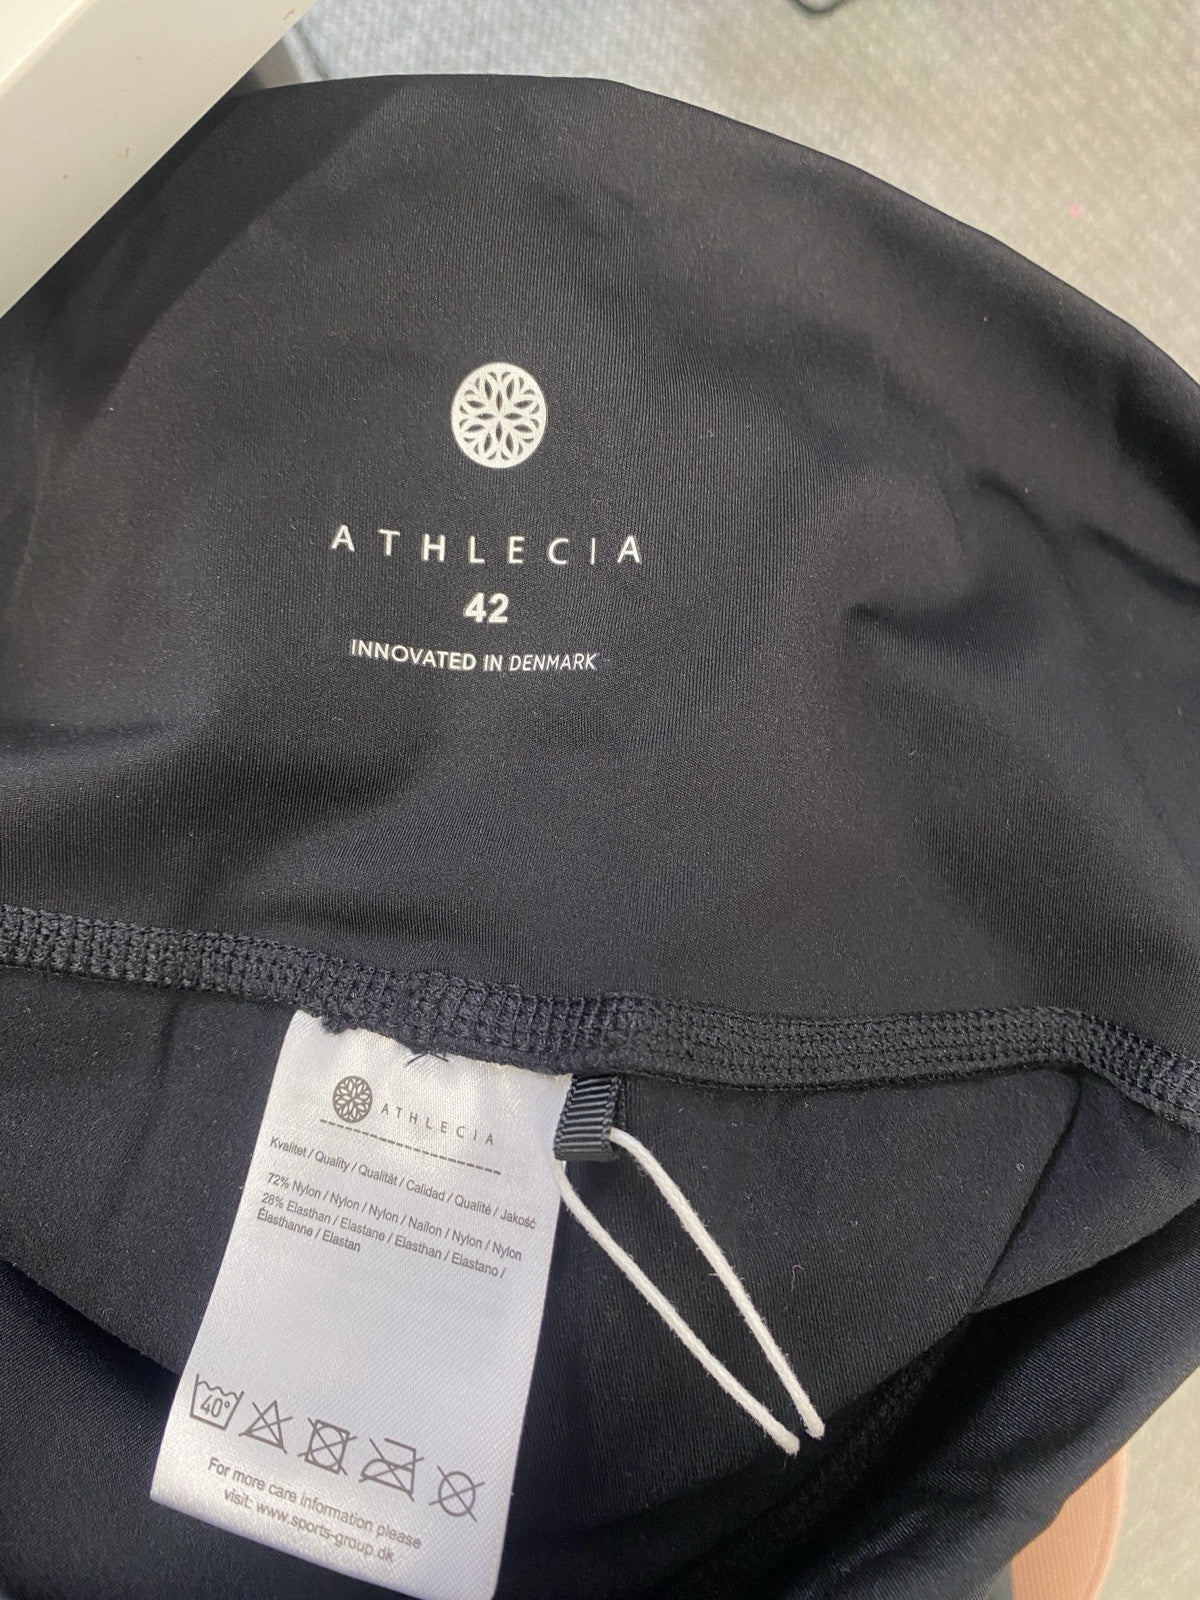 ATHLECIA
42
INNOVATED IN DENMARK
ATHLECIA
Kvalitet / Quality / Qualität / Calidad / Qualité / Jakość
72% Nylon / Nylon / Nylon / Nailon / Nylon / Nylon
28% Elasthan / Elastane / Elasthan / Elastano /
Élasthanne / Elastan
40°
For more care information please
visit: www.sports-group.dk